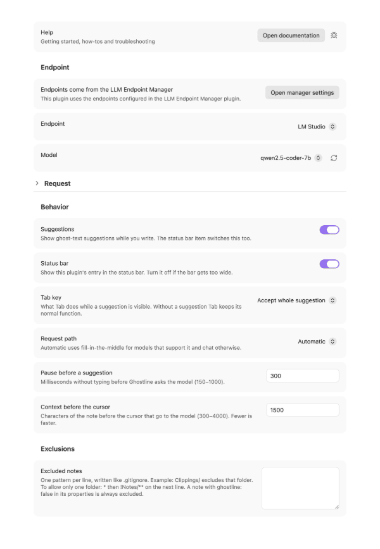 Help
Getting started, how-tos and troubleshooting
Open documentation
Endpoint
Endpoints come from the LLM Endpoint Manager
This plugin uses the endpoints configured in the LLM Endpoint Manager plugin.
Open manager settings
Endpoint
LM Studio
Model
qwen2.5-coder-7b
Request
Behavior
Suggestions
Show ghost-text suggestions while you write. The status bar item switches this too.
Status bar
Show this plugin's entry in the status bar. Turn it off if the bar gets too wide.
Tab key
What Tab does while a suggestion is visible. Without a suggestion Tab keeps its
normal function.
Accept whole suggestion
Request path
Automatic uses fill-in-the-middle for models that support it and chat otherwise.
Automatic
Pause before a suggestion
Milliseconds without typing before Ghostline asks the model (150–1000).
300
Context before the cursor
Characters of the note before the cursor that go to the model (300–4000). Fewer is
faster.
1500
Exclusions
Excluded notes
One pattern per line, written like .gitignore. Example: Clippings/ excludes that folder.
To allow only one folder: * then !Notes/** on the next line. A note with ghostline:
false in its properties is always excluded.